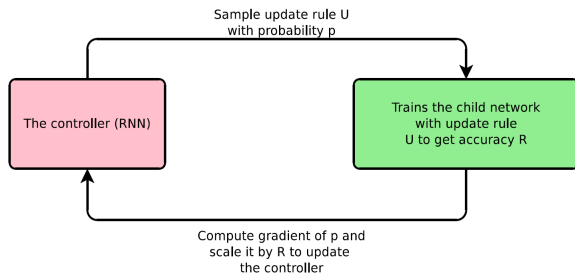 Sample update rule U
with probability p
The controller (RNN)
Trains the child network
with update rule
U to get accuracy R
Compute gradient of p and
scale it by R to update
the controller